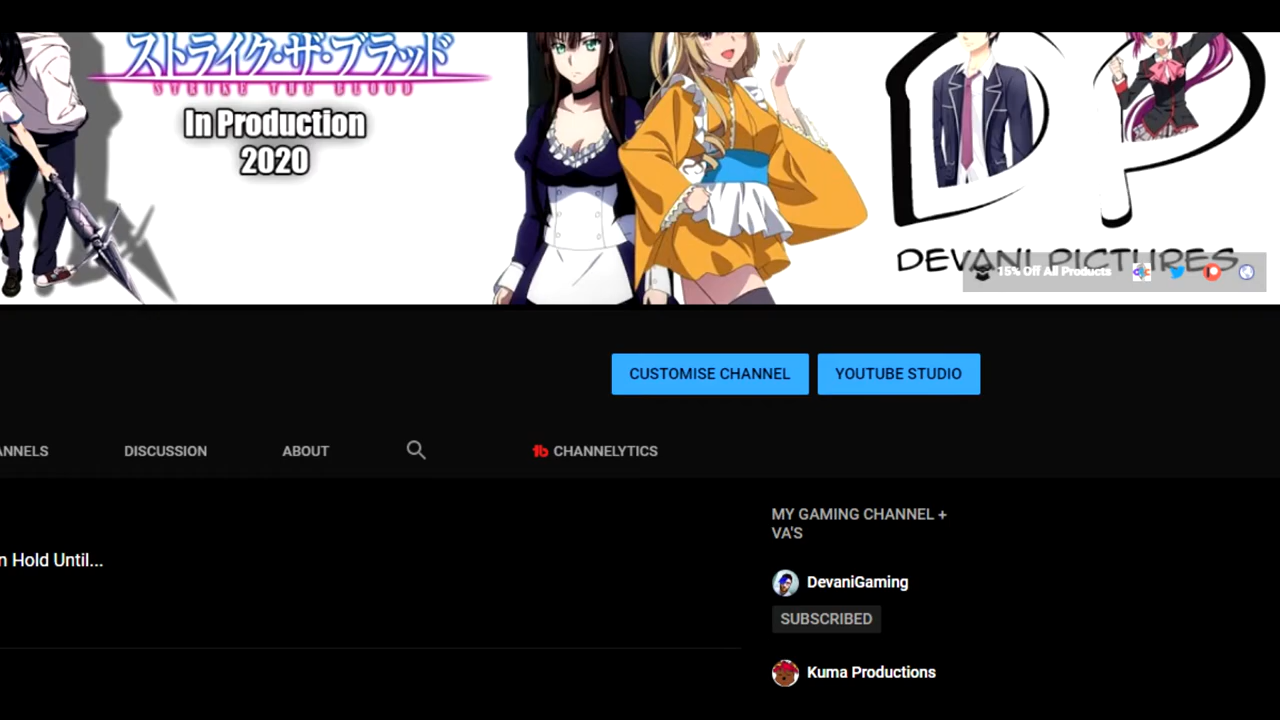 ストライク・ザ・ブラッド
STRIKE THE BLOOD
In Production
2020
DP
DEVANI PICTURES
15% Off All Products
CUSTOMISE CHANNEL
YOUTUBE STUDIO
ANNELS
DISCUSSION
ABOUT
CHANNELYTICS
MY GAMING CHANNEL +
VA'S
n Hold Until...
DevaniGaming
SUBSCRIBED
Kuma Productions